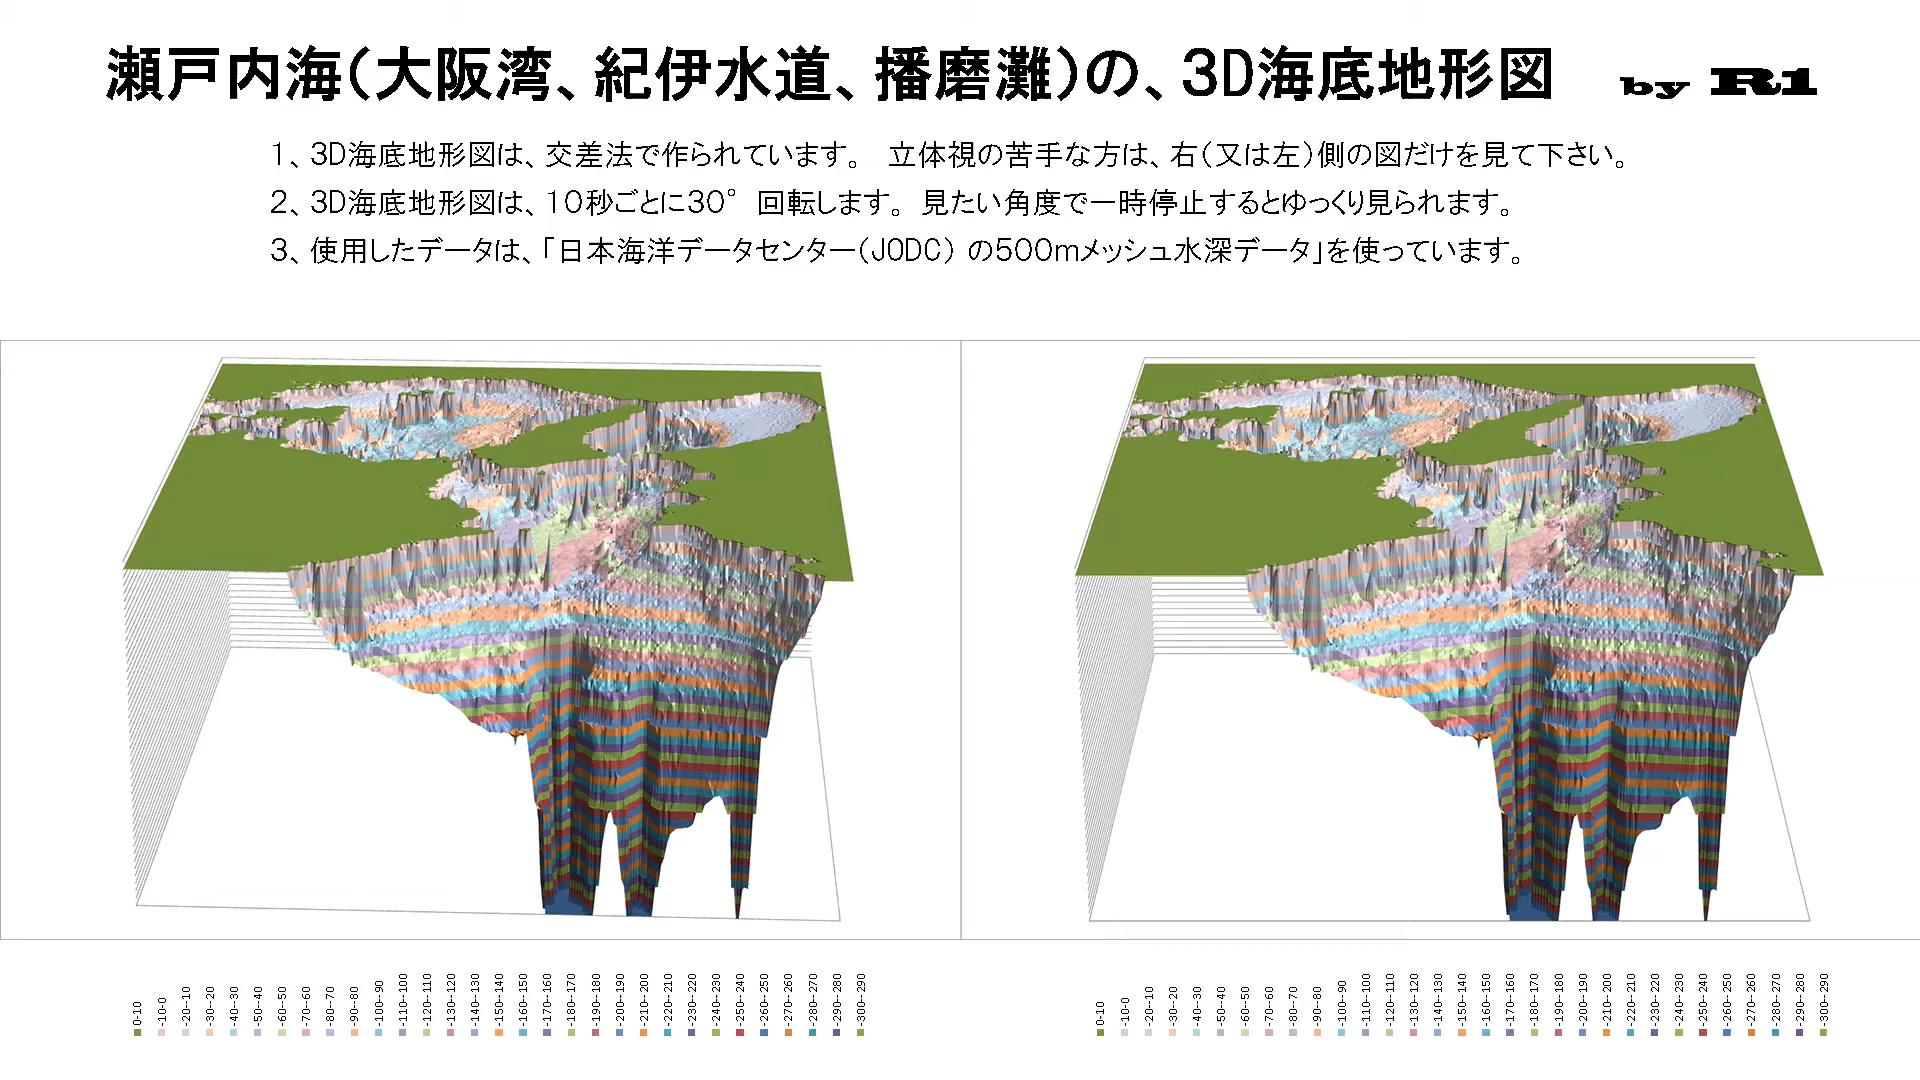 瀬戸内海(大阪湾、紀伊水道、播磨灘)の、3D海底地形図 by R1
1、3D海底地形図は、交差法で作られています。 立体視の苦手な方は、右(又は左)側の図だけを見て下さい。
2、3D海底地形図は、10秒ごとに30°回転します。見たい角度で一時停止するとゆっくり見られます。
3、使用したデータは、「日本海洋データセンター(JODC) の500mメッシュ水深データ」を使っています。
0-10 -10-0 -20--10 -30--20 -40--30 -50--40 -60--50 -70--60 -80--70 -90--80 -100--90 -110--100 -120--110 -130--120 -140--130 -150--140 -160--150 -170--160 -180--170 -190--180 -200--190 -210--200 -220--210 -230--220 -240--230 -250--240 -260--250 -270--260 -280--270 -290--280 -300--290
0-10 -10-0 -20--10 -30--20 -40--30 -50--40 -60--50 -70--60 -80--70 -90--80 -100--90 -110--100 -120--110 -130--120 -140--130 -150--140 -160--150 -170--160 -180--170 -190--180 -200--190 -210--200 -220--210 -230--220 -240--230 -250--240 -260--250 -270--260 -280--270 -290--280 -300--290